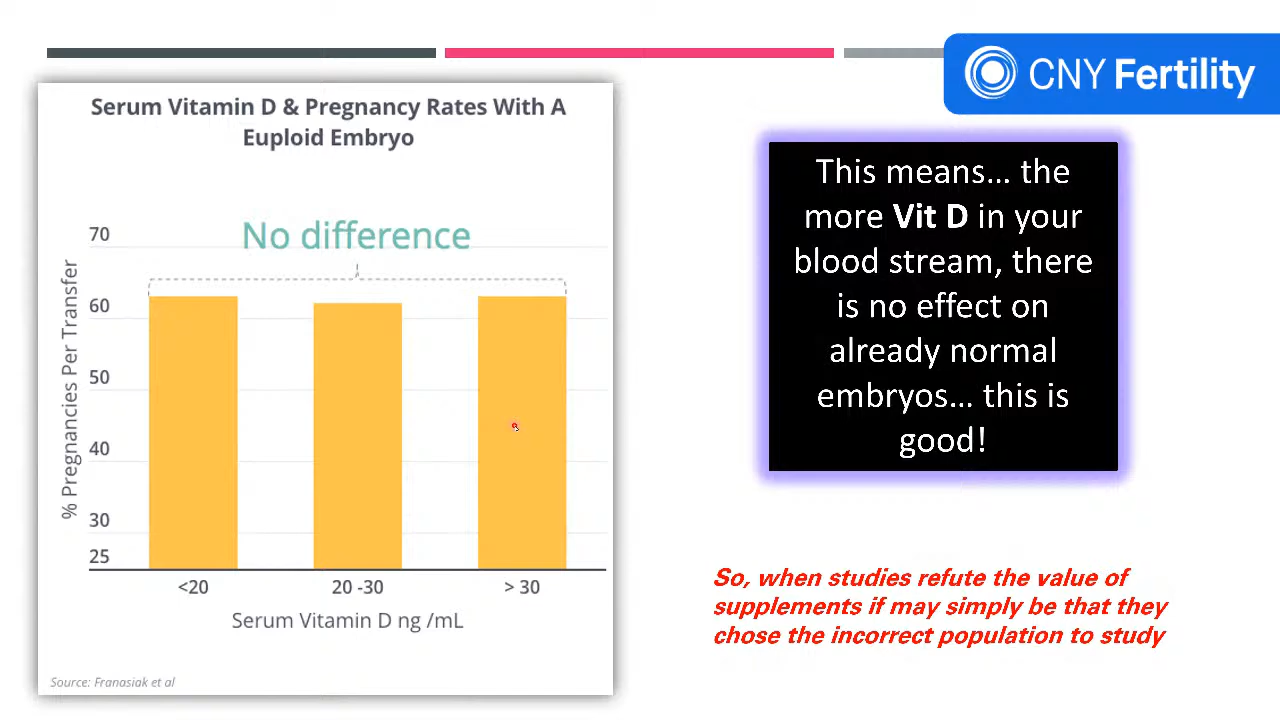 CNY Fertility
Serum Vitamin D & Pregnancy Rates With A
Euploid Embryo
No difference
% Pregnancies Per Transfer
70
60
50
40
30
25
<20
20 -30
> 30
Serum Vitamin D ng /mL
Source: Franasiak et al
This means... the
more Vit D in your
blood stream, there
is no effect on
already normal
embryos... this is
good!
So, when studies refute the value of
supplements if may simply be that they
chose the incorrect population to study